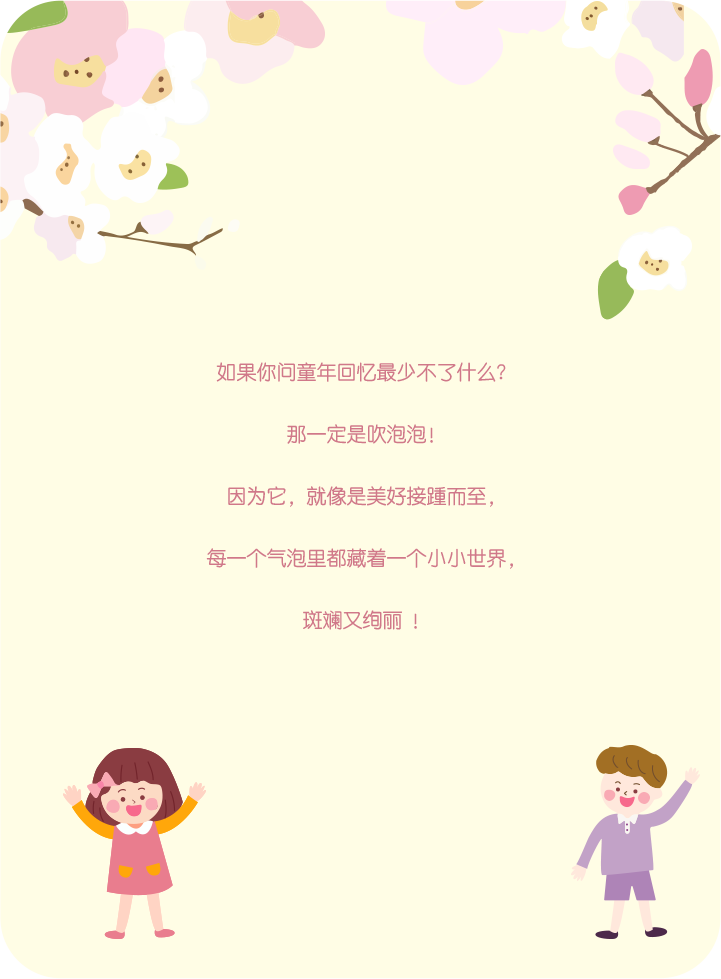 如果你问童年回忆最少不了什么?
那一定是吹泡泡!
因为它，就像是美好接踵而至，
每一个气泡里都藏着一个小小世界，
斑斓又绚丽 !